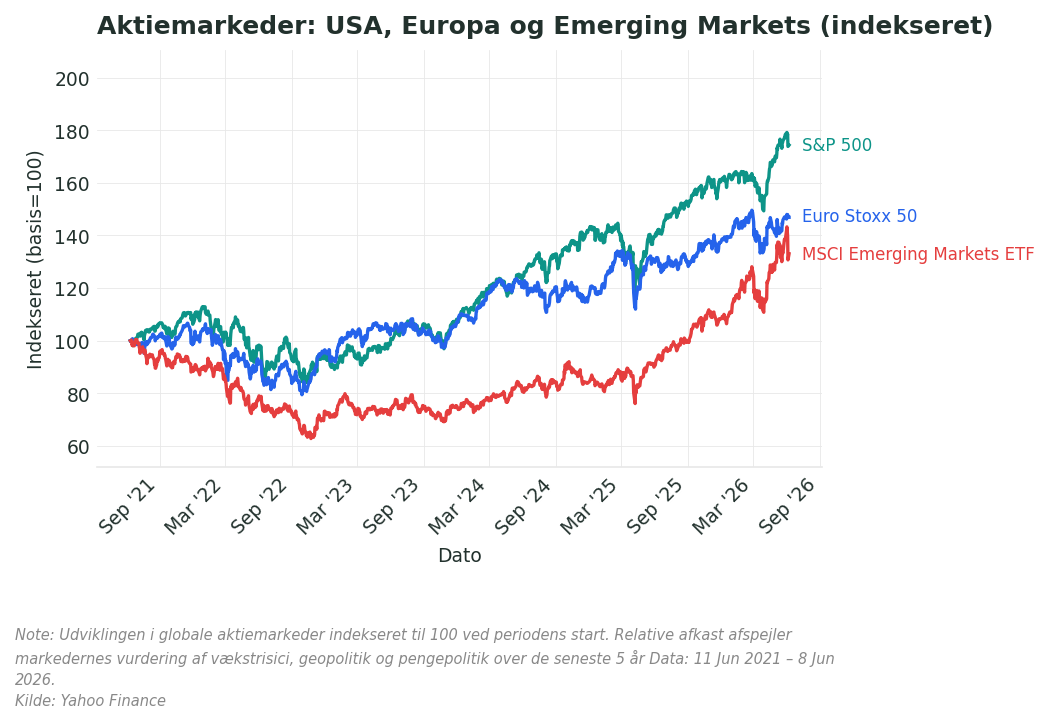 Aktiemarkeder: USA, Europa og Emerging Markets (indekseret)
Indekseret (basis=100)
200
180
160
140
120
100
80
60
S&P 500
Euro Stoxx 50
MSCI Emerging Markets ETF
Sep '21
Mar '22
Sep '22
Mar '23
Sep '23
Mar '24
Sep '24
Mar '25
Sep '25
Mar '26
Sep '26
Dato
Note: Udviklingen i globale aktiemarkeder indekseret til 100 ved periodens start. Relative afkast afspejler
markedernes vurdering af vækstrisici, geopolitik og pengepolitik over de seneste 5 år Data: 11 Jun 2021 – 8 Jun
2026.
Kilde: Yahoo Finance